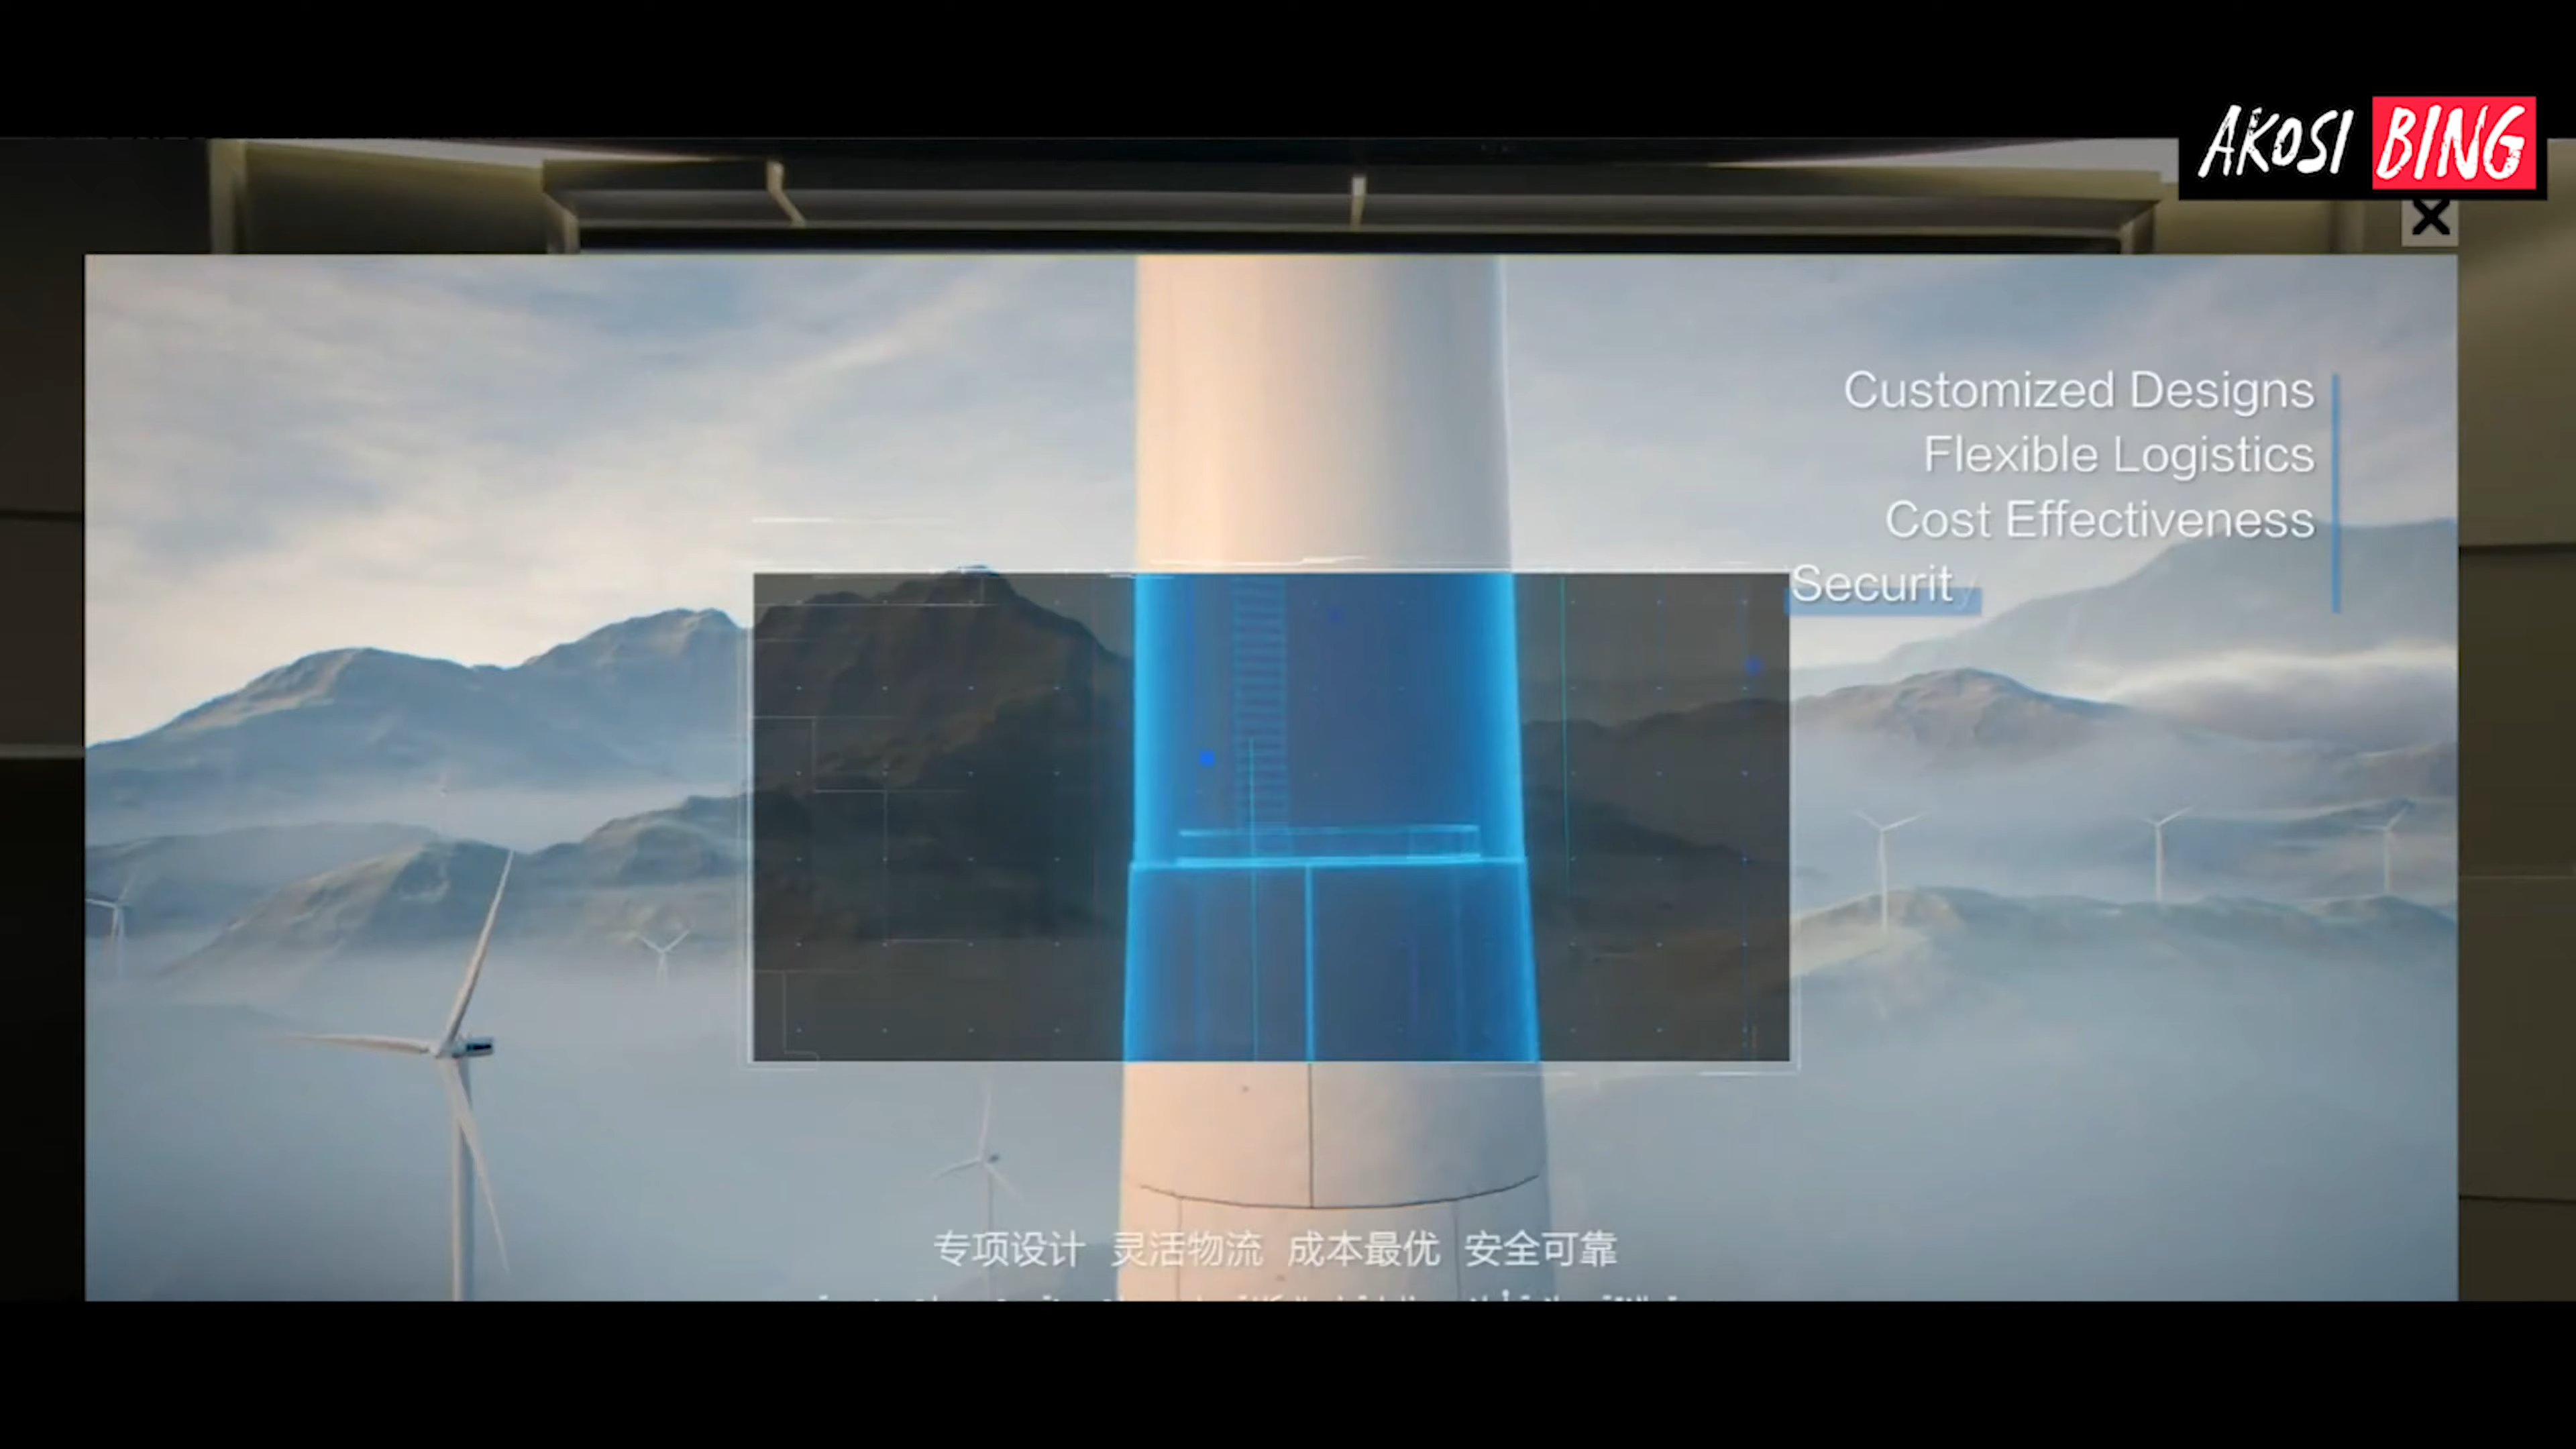 AKOSI BING
Customized Designs
Flexible Logistics
Cost Effectiveness
Security
专项设计 灵活物流 成本最优 安全可靠